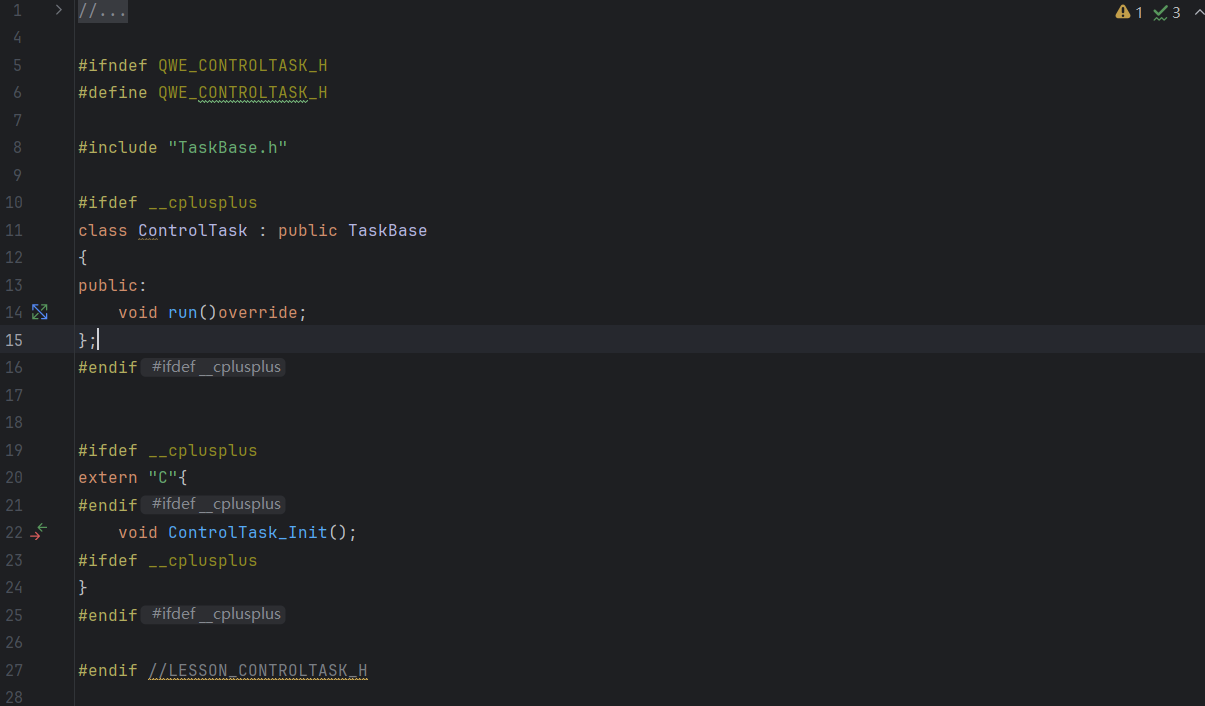 1 //... 1 3
4
5 #ifndef QWE_CONTROLTASK_H
6 #define QWE_CONTROLTASK_H
7
8 #include "TaskBase.h"
9
10 #ifdef __cplusplus
11 class ControlTask : public TaskBase
12 {
13 public:
14 void run()override;
15 };
16 #endif #ifdef __cplusplus
17
18
19 #ifdef __cplusplus
20 extern "C"{
21 #endif #ifdef __cplusplus
22 void ControlTask_Init();
23 #ifdef __cplusplus
24 }
25 #endif #ifdef __cplusplus
26
27 #endif //LESSON_CONTROLTASK_H
28